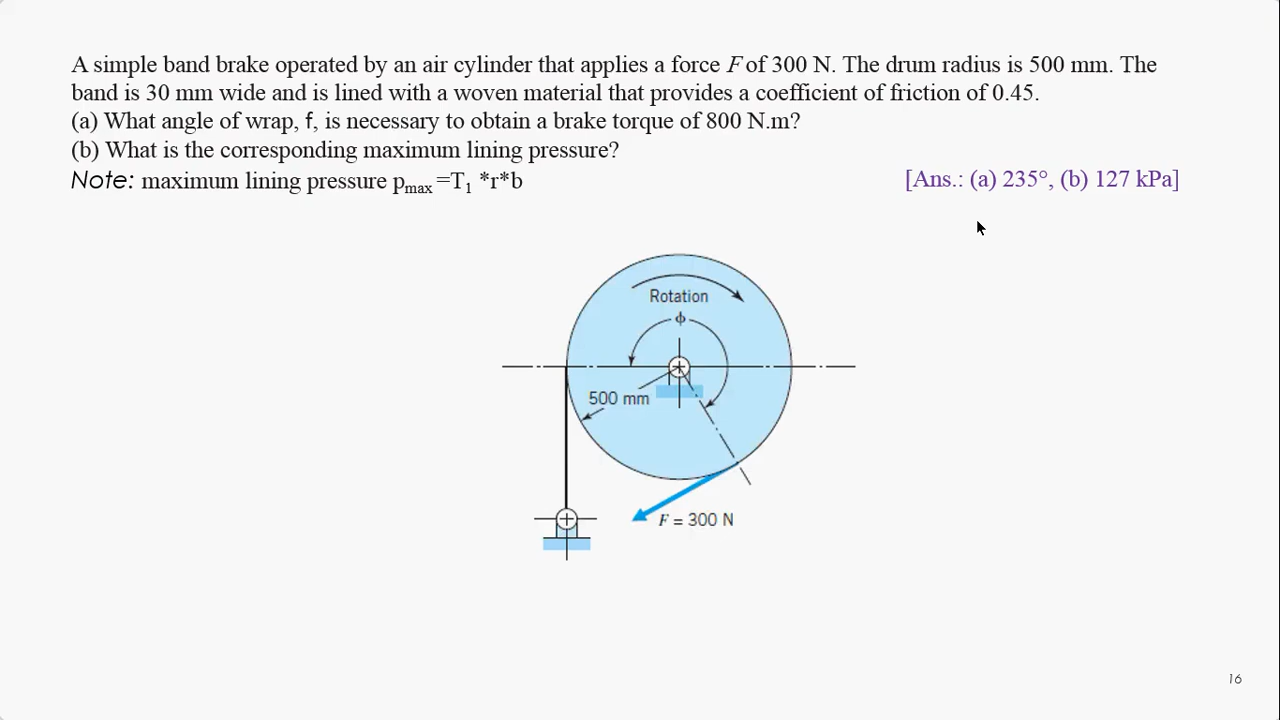 A simple band brake operated by an air cylinder that applies a force F of 300 N. The drum radius is 500 mm. The
band is 30 mm wide and is lined with a woven material that provides a coefficient of friction of 0.45.
(a) What angle of wrap, f, is necessary to obtain a brake torque of 800 N.m?
(b) What is the corresponding maximum lining pressure?
Note: maximum lining pressure pmax =T1 *r*b
[Ans.: (a) 235°, (b) 127 kPa]
Rotation
ϕ
500 mm
F = 300 N
16